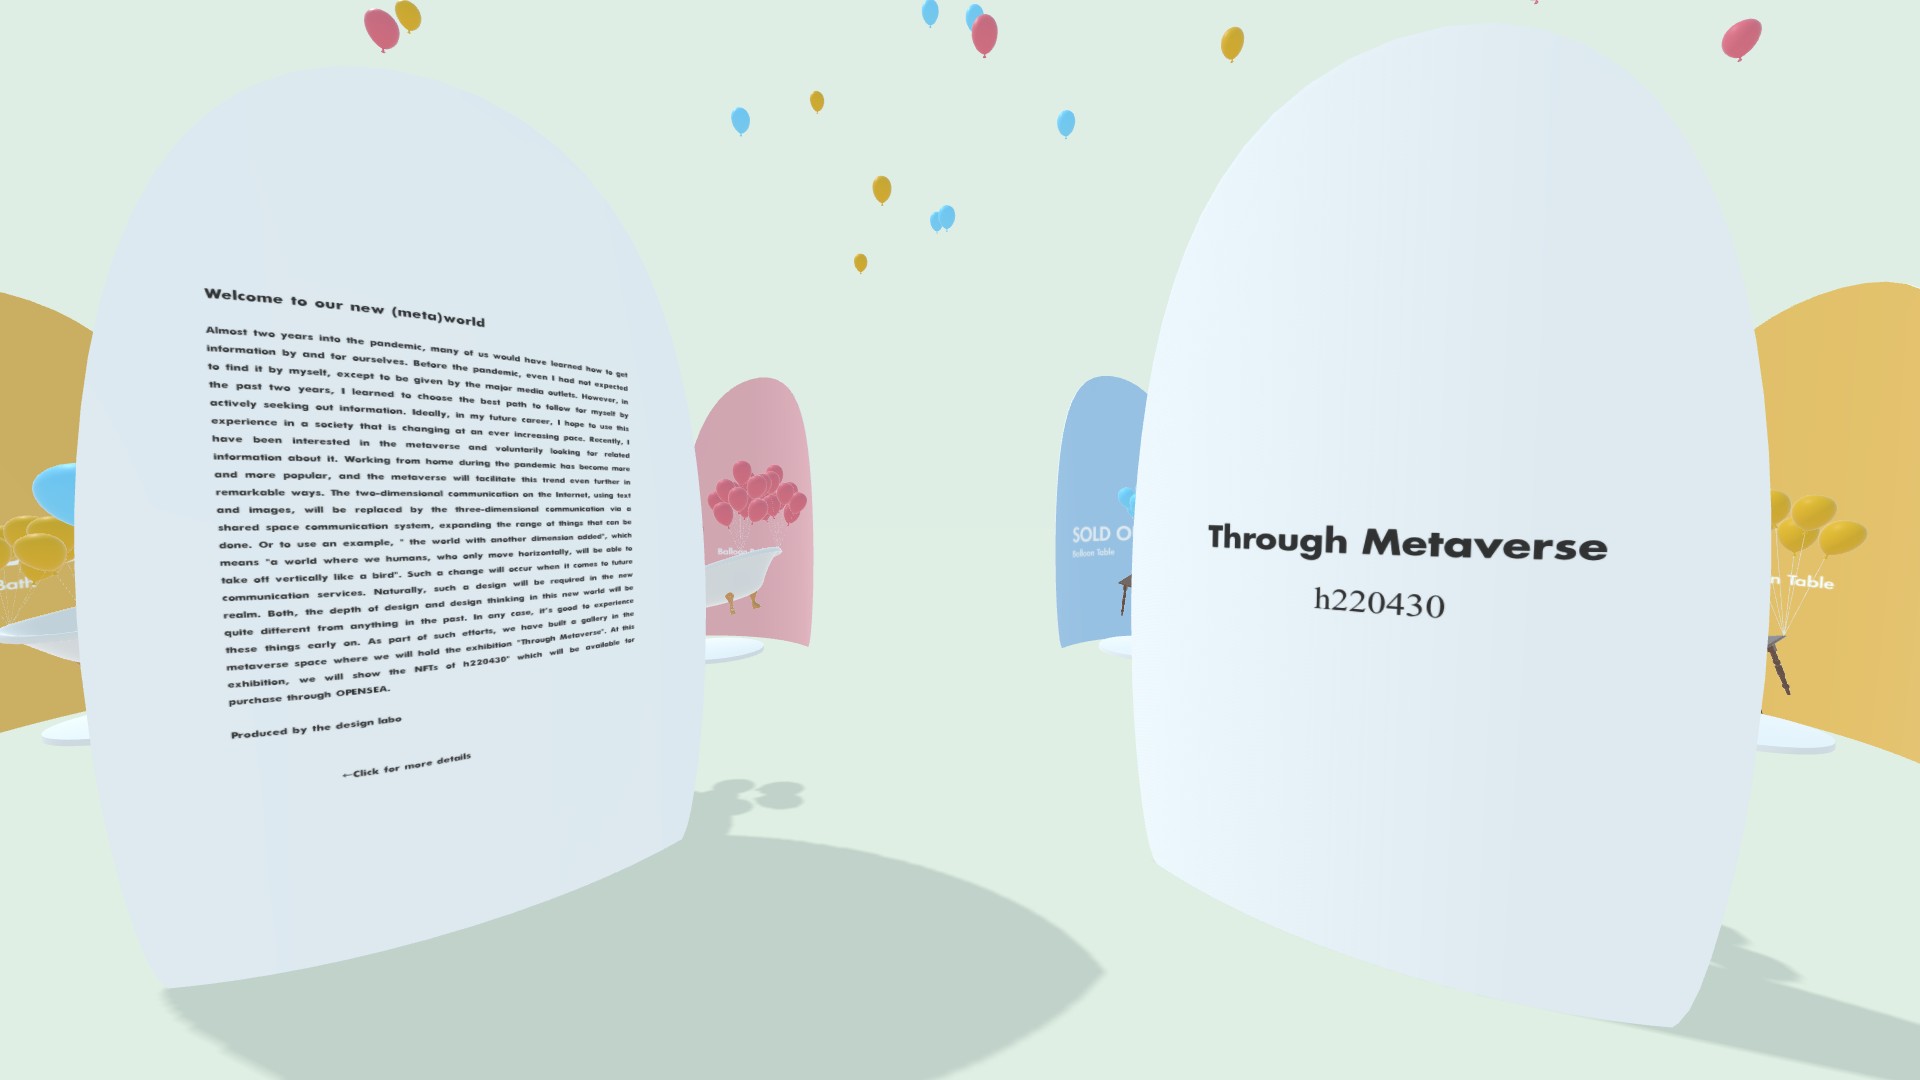 Welcome to our new (meta)world
Almost two years into the pandemic, many of us would have learned how to get
information by and for ourselves. Before the pandemic, even I had not expected
to find it by myself, except to be given by the major media outlets. However, in
the past two years, I learned to choose the best path to follow for myself by
actively seeking out information. Ideally, in my future career, I hope to use this
experience in a society that is changing at an ever increasing pace. Recently, I
have been interested in the metaverse and voluntarily looking for related
information about it. Working from home during the pandemic has become more
and more popular, and the metaverse will facilitate this trend even further in
remarkable ways. The two-dimensional communication on the Internet, using text
and images, will be replaced by the three-dimensional communication via a
shared space communication system, expanding the range of things that can be
done. Or to use an example, " the world with another dimension added", which
means "a world where we humans, who only move horizontally, will be able to
take off vertically like a bird". Such a change will occur when it comes to future
communication services. Naturally, such a design will be required in the new
realm. Both, the depth of design and design thinking in this new world will be
quite different from anything in the past. In any case, it's good to experience
these things early on. As part of such efforts, we have built a gallery in the
metaverse space where we will hold the exhibition "Through Metaverse". At this
exhibition, we will show the NFTs of h220430" which will be available for
purchase through OPENSEA.
Produced by the design labo
←Click for more details
Through Metaverse
h220430
SOLD O
Balloon Table
Balloon
Bath
n Table